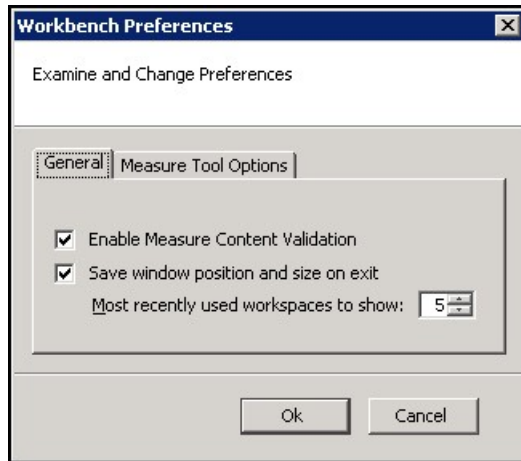 Workbench Preferences
Examine and Change Preferences
General Measure Tool Options
Enable Measure Content Validation
Save window position and size on exit
Most recently used workspaces to show: 5
Ok Cancel